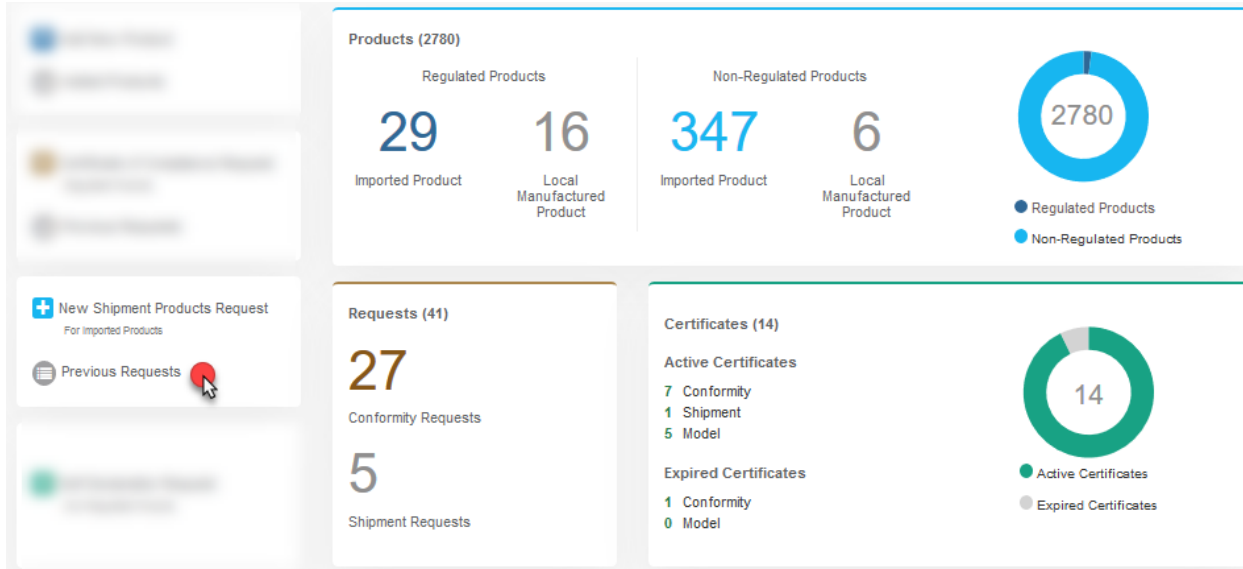 Products (2780)
Regulated Products
29
Imported Product
16
Local
Manufactured
Product
Non-Regulated Products
347
Imported Product
6
Local
Manufactured
Product
2780
Regulated Products
Non-Regulated Products
New Shipment Products Request
For Imported Products
Previous Requests
Requests (41)
27
Conformity Requests
5
Shipment Requests
Certificates (14)
Active Certificates
7 Conformity
1 Shipment
5 Model
Expired Certificates
1 Conformity
0 Model
14
Active Certificates
Expired Certificates